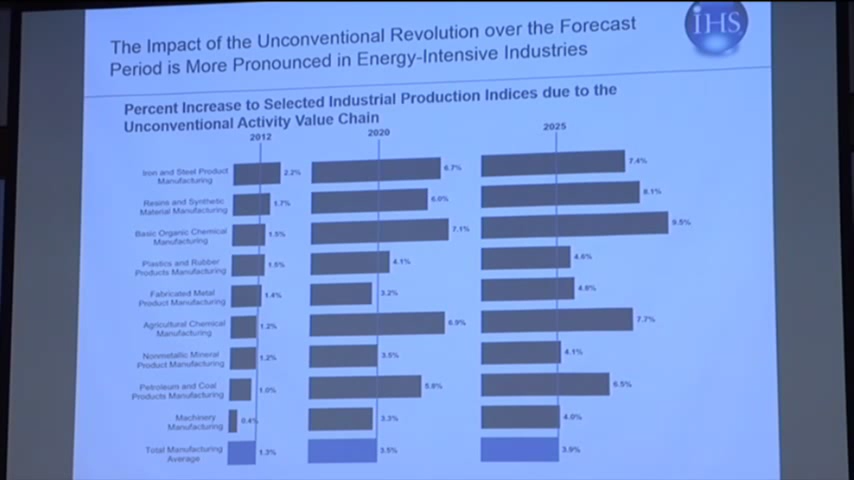 The Impact of the Unconventional Revolution over the Forecast
Period is More Pronounced in Energy-Intensive Industries
IHS
Percent Increase to Selected Industrial Production Indices due to the
Unconventional Activity Value Chain
2012
2020
2025
Iron and Steel Product
Manufacturing
2.2%
6.7%
7.4%
Resins and Synthetic
Material Manufacturing
1.7%
6.0%
8.1%
Basic Organic Chemical
Manufacturing
1.5%
7.1%
9.5%
Plastics and Rubber
Products Manufacturing
1.5%
4.1%
4.6%
Fabricated Metal
Product Manufacturing
1.4%
3.2%
4.8%
Agricultural Chemical
Manufacturing
1.2%
6.9%
7.7%
Nonmetallic Mineral
Product Manufacturing
1.2%
3.5%
4.1%
Petroleum and Coal
Products Manufacturing
1.0%
5.8%
6.5%
Machinery
Manufacturing
0.4%
3.3%
4.0%
Total Manufacturing
Average
1.3%
3.5%
3.9%